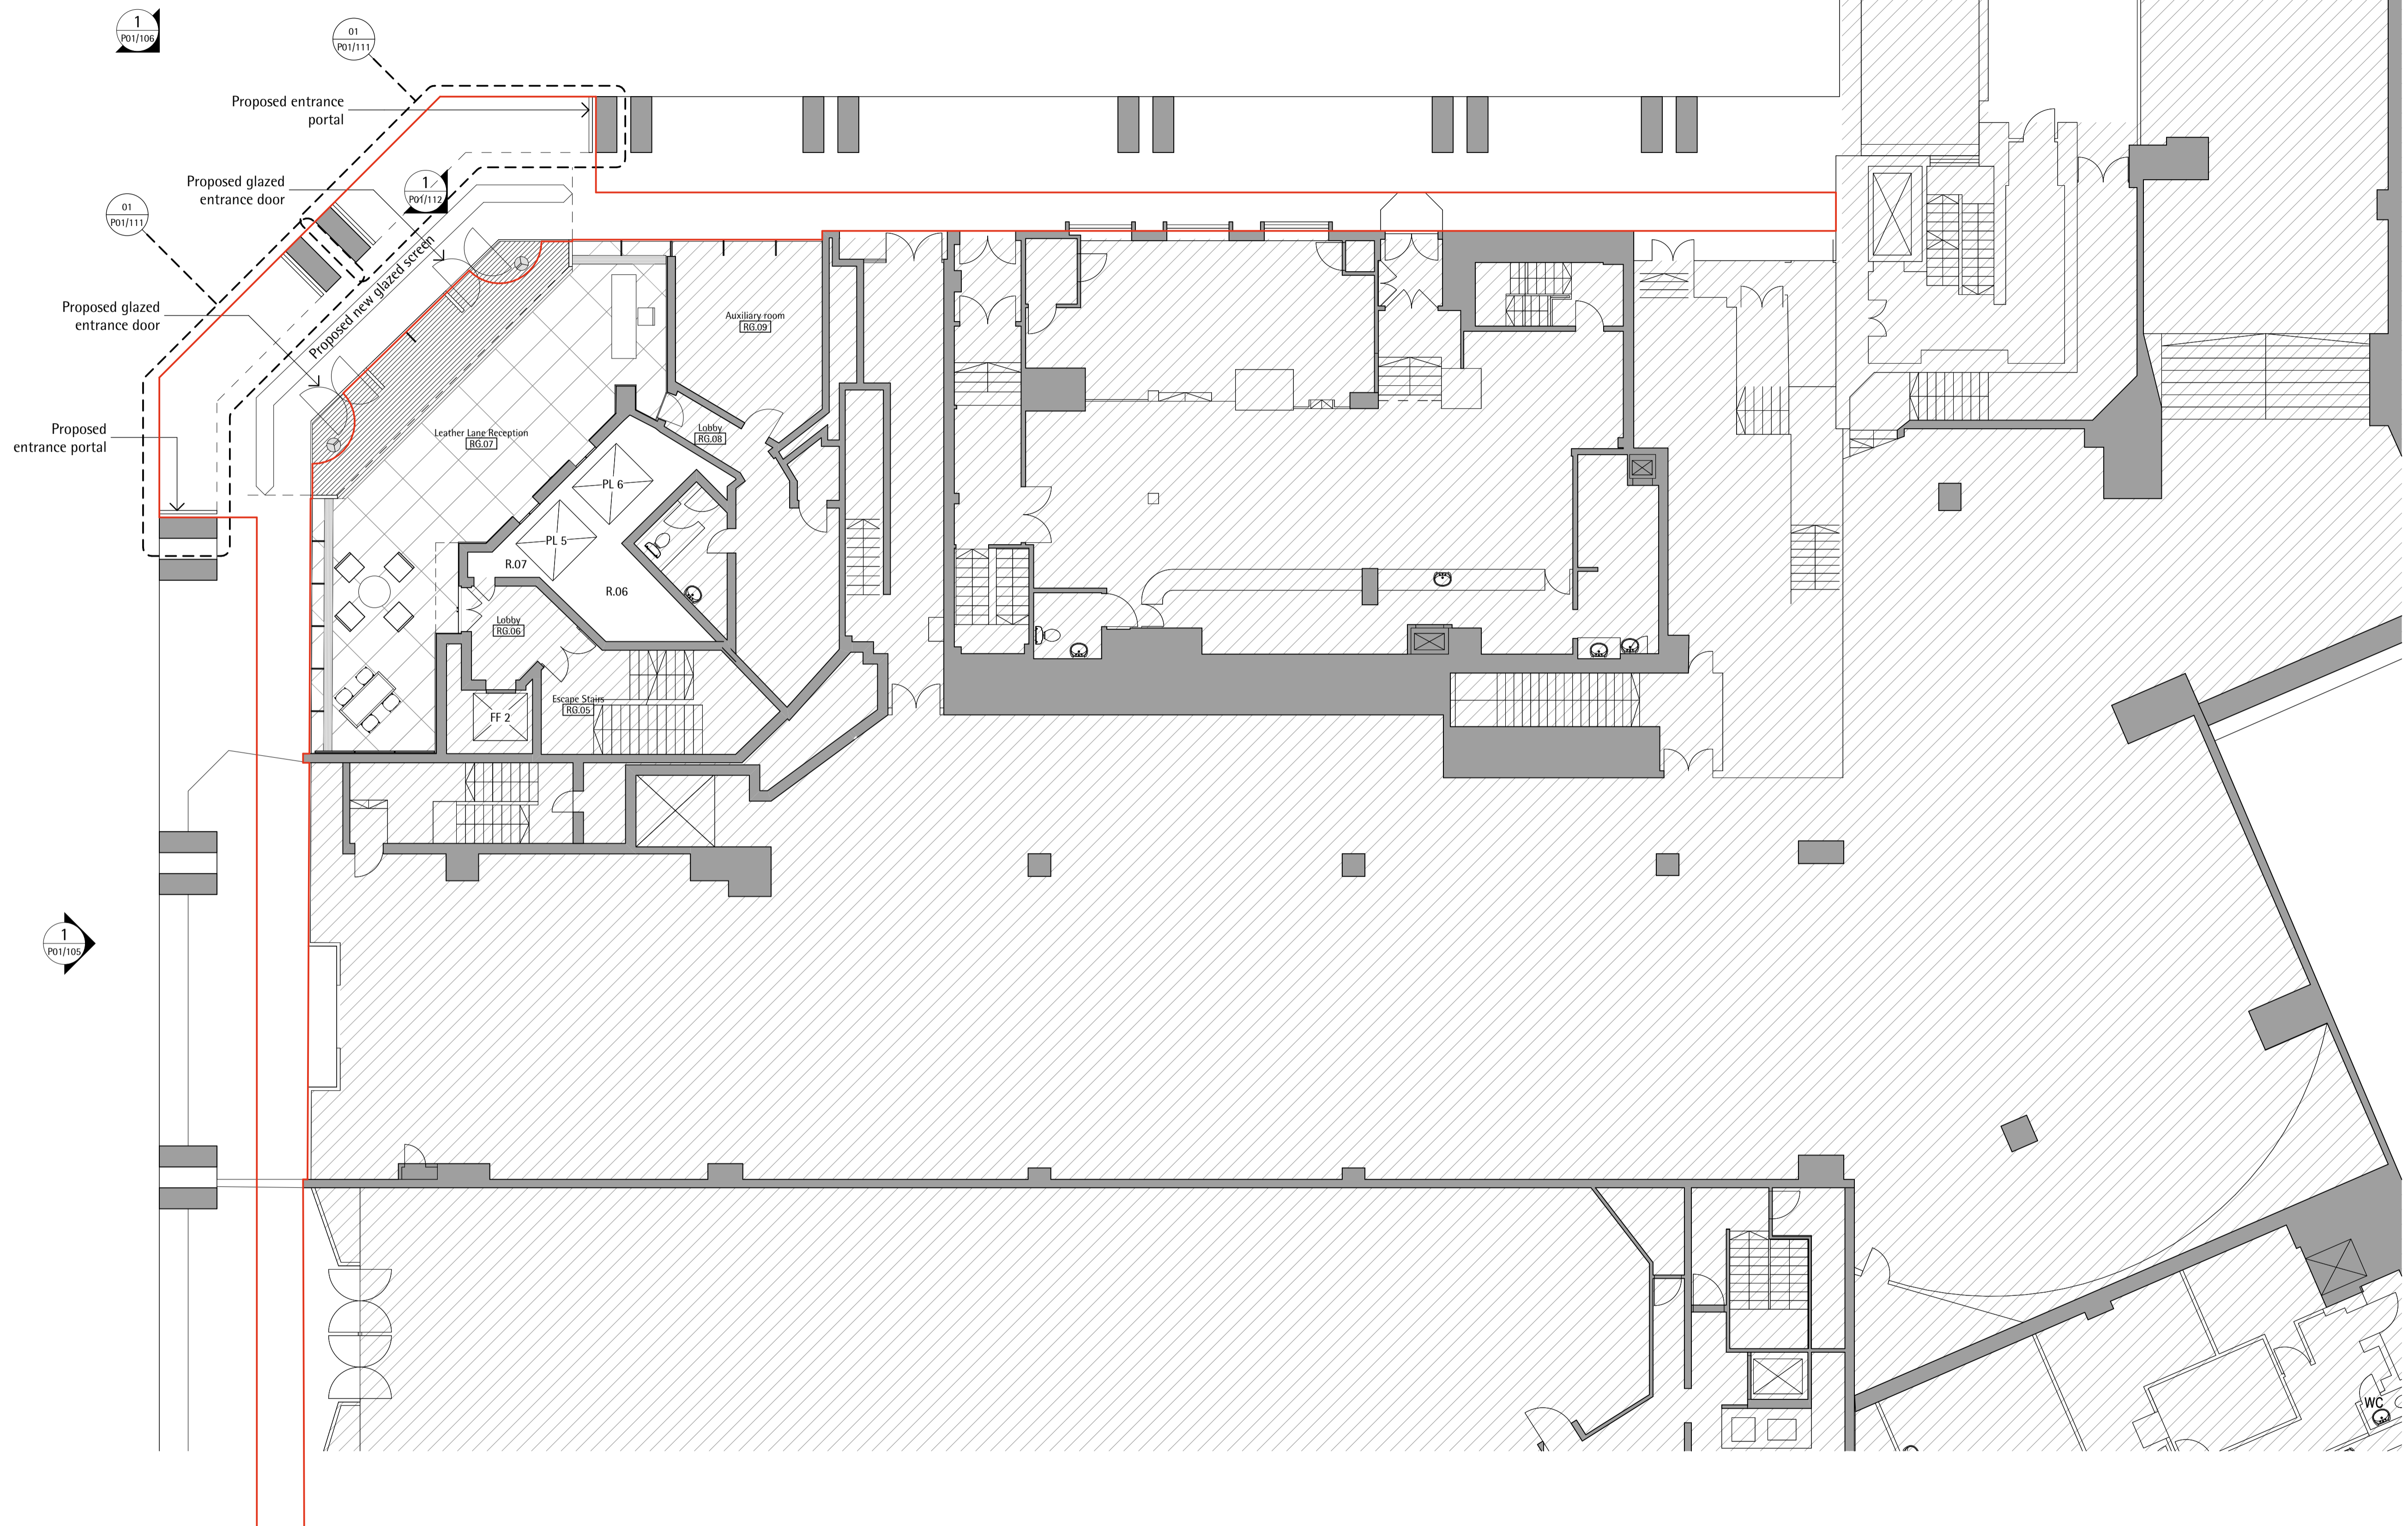 1
P01/106
01
P01/111
Proposed entrance
portal
Proposed glazed
entrance door
1
P01/112
01
P01/111
Proposed new glazed screen
Proposed glazed
entrance door
Auxiliary room
RG.09
Proposed
entrance portal
Leather Lane Reception
RG.07
Lobby
RG.08
PL 6
PL 5
R.07
R.06
Lobby
RG.06
Escape Stairs
RG.05
FF 2
1
P01/105
WC